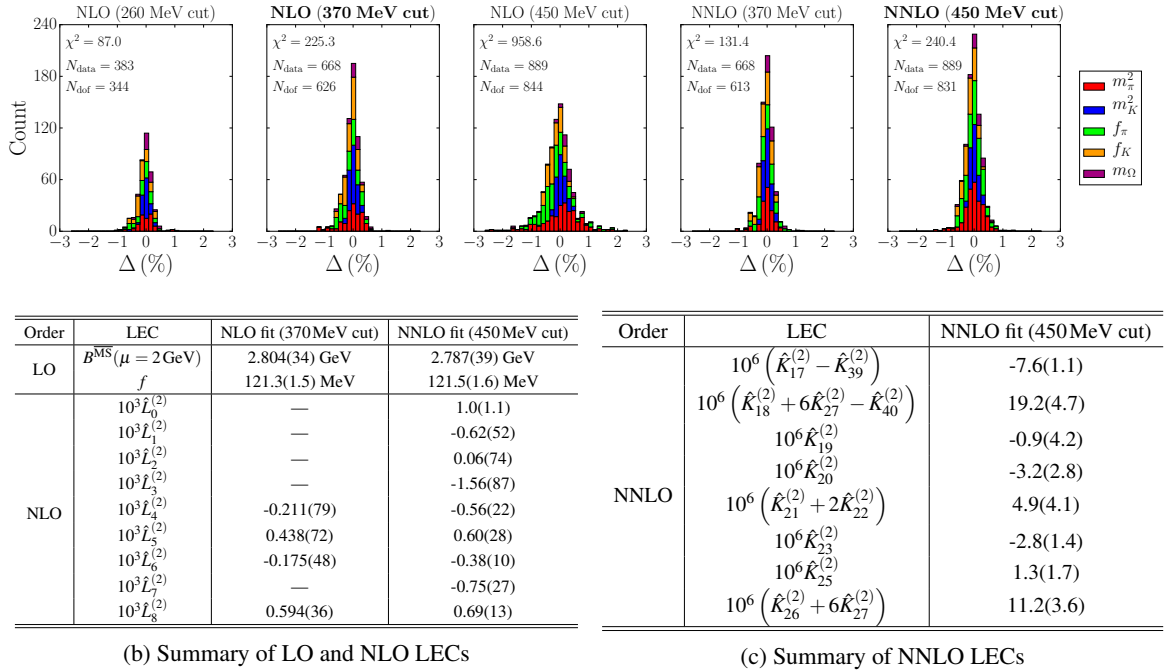 NLO (260 MeV cut)
χ² = 87.0
N_data = 383
N_dof = 344
NLO (370 MeV cut)
χ² = 225.3
N_data = 668
N_dof = 626
NLO (450 MeV cut)
χ² = 958.6
N_data = 889
N_dof = 844
NNLO (370 MeV cut)
χ² = 131.4
N_data = 668
N_dof = 613
NNLO (450 MeV cut)
χ² = 240.4
N_data = 889
N_dof = 831
Count
240
180
120
60
0
−3 −2 −1 0 1 2 3
−3 −2 −1 0 1 2 3
−3 −2 −1 0 1 2 3
−3 −2 −1 0 1 2 3
−3 −2 −1 0 1 2 3
Δ (%)
Δ (%)
Δ (%)
Δ (%)
Δ (%)
m²_π
m²_K
f_π
f_K
m_Ω
Order LEC NLO fit (370 MeV cut) NNLO fit (450 MeV cut)
LO B^MS̄(μ = 2 GeV) 2.804(34) GeV 2.787(39) GeV
f 121.3(1.5) MeV 121.5(1.6) MeV
NLO
10³L̂₀⁽²⁾ — 1.0(1.1)
10³L̂₁⁽²⁾ — -0.62(52)
10³L̂₂⁽²⁾ — 0.06(74)
10³L̂₃⁽²⁾ — -1.56(87)
10³L̂₄⁽²⁾ -0.211(79) -0.56(22)
10³L̂₅⁽²⁾ 0.438(72) 0.60(28)
10³L̂₆⁽²⁾ -0.175(48) -0.38(10)
10³L̂₇⁽²⁾ — -0.75(27)
10³L̂₈⁽²⁾ 0.594(36) 0.69(13)
(b) Summary of LO and NLO LECs
Order LEC NNLO fit (450 MeV cut)
NNLO
10⁶(K̂₁₇⁽²⁾ − K̂₃₉⁽²⁾) -7.6(1.1)
10⁶(K̂₁₈⁽²⁾ + 6K̂₂₇⁽²⁾ − K̂₄₀⁽²⁾) 19.2(4.7)
10⁶K̂₁₉⁽²⁾ -0.9(4.2)
10⁶K̂₂₀⁽²⁾ -3.2(2.8)
10⁶(K̂₂₁⁽²⁾ + 2K̂₂₂⁽²⁾) 4.9(4.1)
10⁶K̂₂₃⁽²⁾ -2.8(1.4)
10⁶K̂₂₅⁽²⁾ 1.3(1.7)
10⁶(K̂₂₆⁽²⁾ + 6K̂₂₇⁽²⁾) 11.2(3.6)
(c) Summary of NNLO LECs